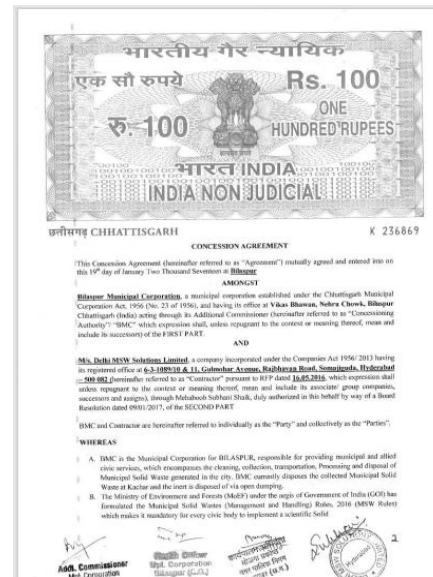 भारतीय गैर न्यायिक
एक सौ रुपये
Rs. 100
रु. 100
ONE
HUNDRED RUPEES
भारत INDIA
INDIA NON JUDICIAL
छत्तीसगढ़ CHHATTISGARH
K 236869
CONCESSION AGREEMENT
This Concession Agreement (hereinafter referred to as "Agreement") mutually agreed and entered into on
this 19th day of January Two Thousand Seventeen at Bilaspur
AMONGST
Bilaspur Municipal Corporation, a municipal corporation established under the Chhattisgarh Municipal
Corporation Act, 1956 (No. 23 of 1956), and having its office at Vikas Bhawan, Nehru Chowk, Bilaspur
Chhattisgarh (India) acting through its Additional Commissioner (hereinafter referred to as "Concessioning
Authority"/ "BMC" which expression shall, unless repugnant to the context or meaning thereof, mean and
include its successors) of the FIRST PART.
AND
M/s. Delhi MSW Solutions Limited, a company incorporated under the Companies Act 1956/ 2013 having
its registered office at 6-3-1089/10 & 11, Gulmohar Avenue, Rajbhavan Road, Somajiguda, Hyderabad
– 500 082 (hereinafter referred to as "Contractor" pursuant to RFP dated 16.05.2016, which expression shall
unless repugnant to the context or meaning thereof, mean and include its associate/ group companies,
successors and assigns), through Mehaboob Subhani Shaik, duly authorized in this behalf by way of a Board
Resolution dated 09/01/2017, of the SECOND PART
BMC and Contractor are hereinafter referred to individually as the "Party" and collectively as the "Parties".
WHEREAS
A. BMC is the Municipal Corporation for BILASPUR, responsible for providing municipal and allied
civic services, which encompasses the cleaning, collection, transportation, Processing and disposal of
Municipal Solid Waste generated in the city. BMC currently disposes the collected Municipal Solid
Waste at Kachar and the inert is disposed of via open dumping.
B. The Ministry of Environment and Forests (MoEF) under the aegis of Government of India (GOI) has
formulated the Municipal Solid Wastes (Management and Handling) Rules, 2016 (MSW Rules)
which makes it mandatory for every civic body to implement a scientific Solid
Addl. Commissioner
Mpl. Corporation
Health Officer
Mpl. Corporation
Bilaspur (C.G.)
Hyderabad
2